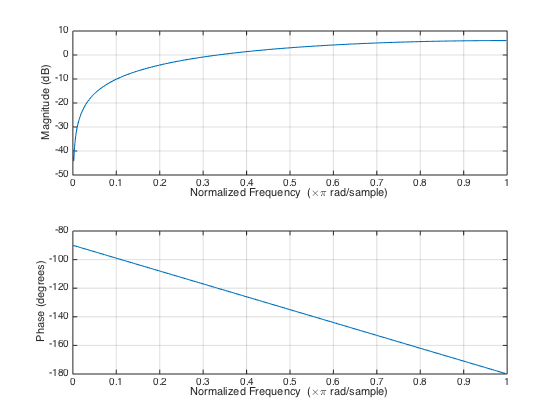 10
0
-10
-20
-30
-40
-50
Magnitude (dB)
0 0.1 0.2 0.3 0.4 0.5 0.6 0.7 0.8 0.9 1
Normalized Frequency (×π rad/sample)
-80
-100
-120
-140
-160
-180
Phase (degrees)
0 0.1 0.2 0.3 0.4 0.5 0.6 0.7 0.8 0.9 1
Normalized Frequency (×π rad/sample)